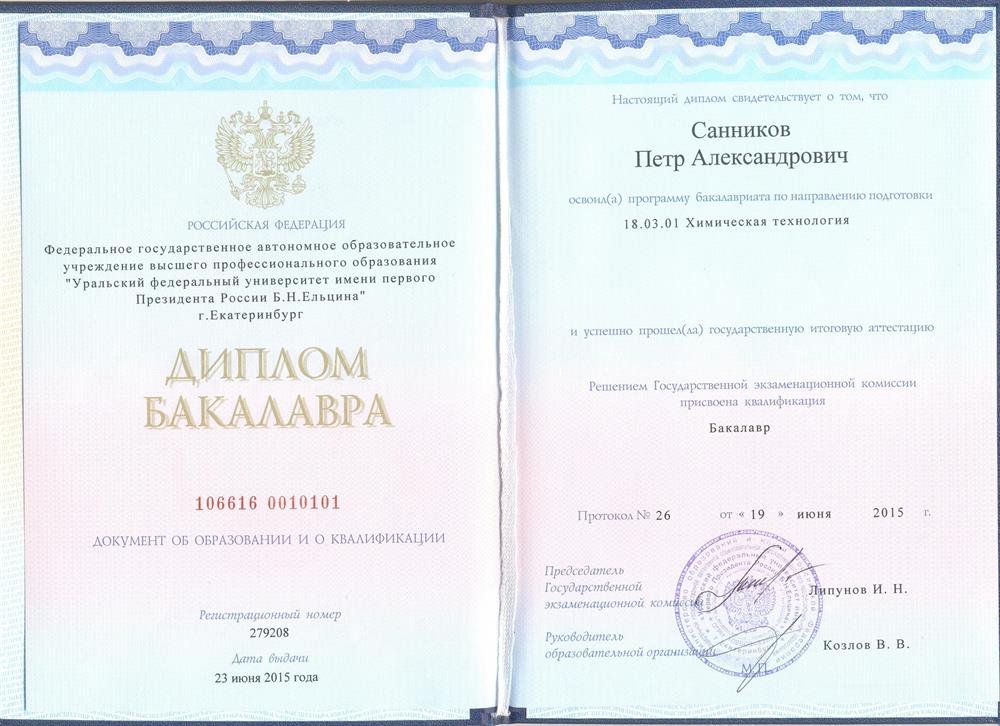 РОССИЙСКАЯ ФЕДЕРАЦИЯ
Федеральное государственное автономное образовательное
учреждение высшего профессионального образования
"Уральский федеральный университет имени первого
Президента России Б.Н.Ельцина"
г.Екатеринбург
ДИПЛОМ
БАКАЛАВРА
106616 0010101
ДОКУМЕНТ ОБ ОБРАЗОВАНИИ И О КВАЛИФИКАЦИИ
Регистрационный номер
279208
Дата выдачи
23 июня 2015 года
Настоящий диплом свидетельствует о том, что
Санников
Петр Александрович
освоил(а) программу бакалавриата по направлению подготовки
18.03.01 Химическая технология
и успешно прошел(ла) государственную итоговую аттестацию
Решением Государственной экзаменационной комиссии
присвоена квалификация
Бакалавр
Протокол № 26 от « 19 » июня 2015 г.
Председатель
Государственной
экзаменационной комиссии Липунов И. Н.
Руководитель
образовательной организации Козлов В. В.
М.П.